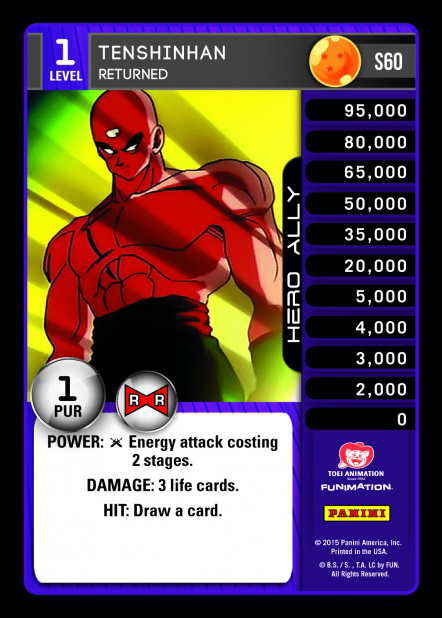 1
LEVEL
TENSHINHAN
RETURNED
S60
95,000
80,000
65,000
50,000
35,000
20,000
5,000
4,000
3,000
2,000
0
HERO ALLY
1
PUR
R R
POWER: Energy attack costing
2 stages.
DAMAGE: 3 life cards.
HIT: Draw a card.
TOEI ANIMATION
Since 1956
FUNIMATION.
PANINI
© 2015 Panini America, Inc.
Printed in the USA.
© B.S. / S. , T.A. LC by FUN.
All Rights Reserved.